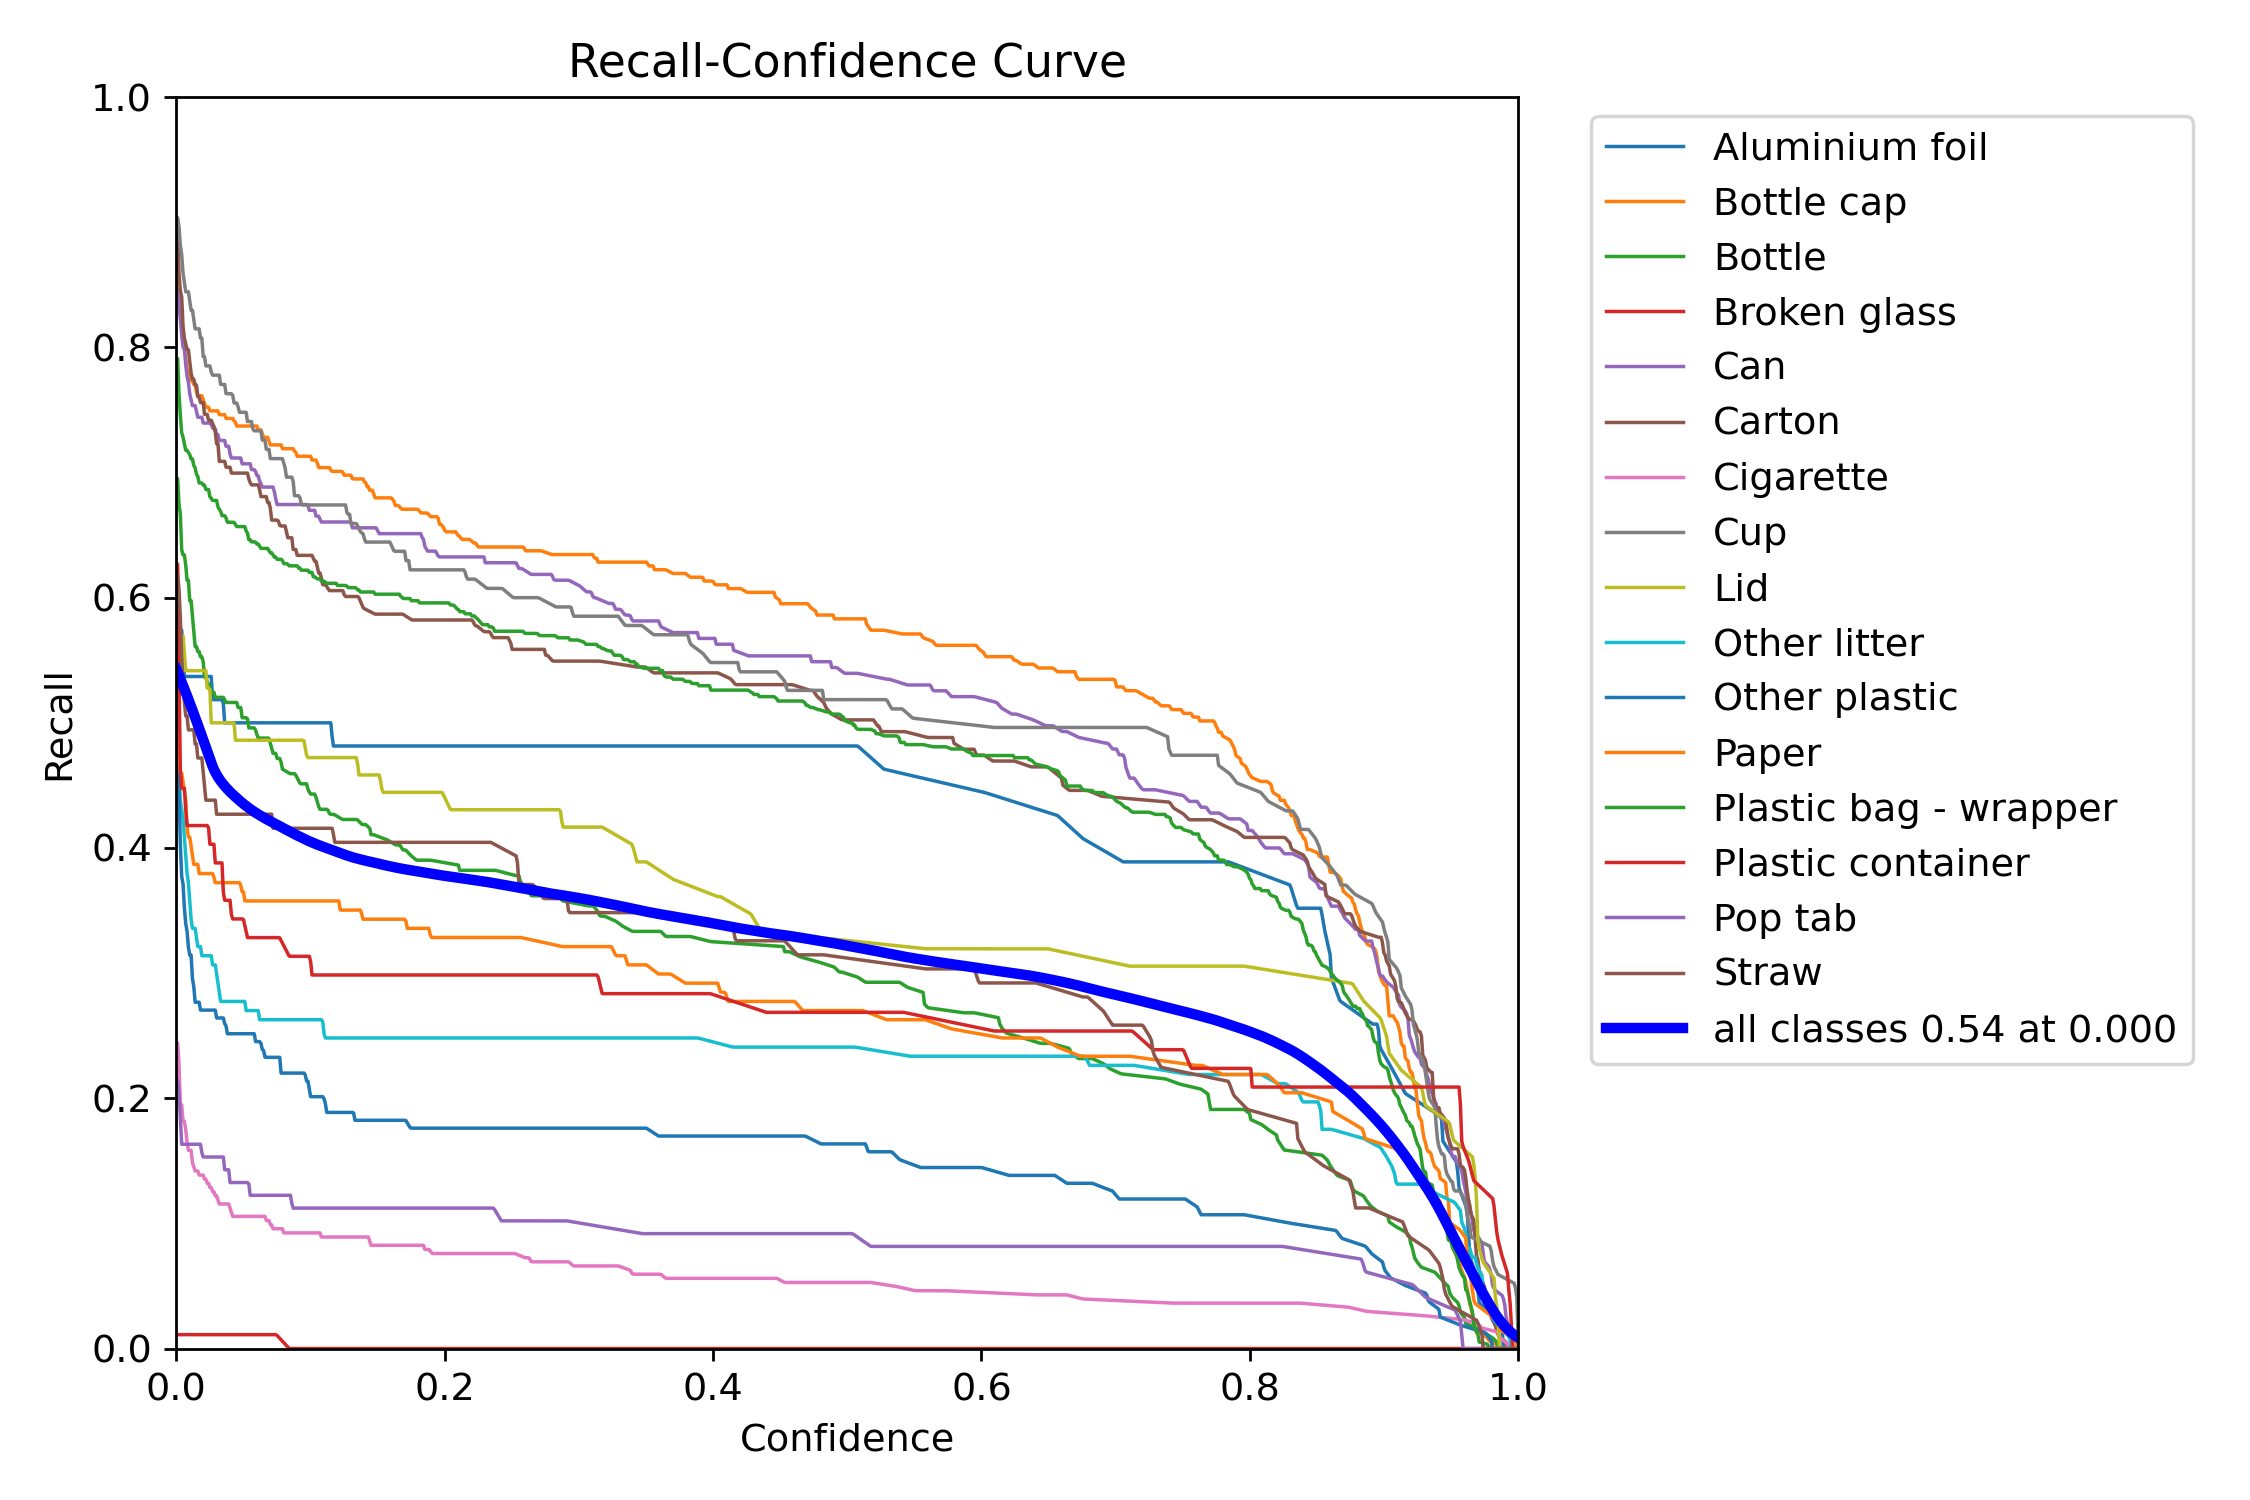 Recall-Confidence Curve
1.0
0.8
0.6
0.4
0.2
0.0
Recall
0.0 0.2 0.4 0.6 0.8 1.0
Confidence
Aluminium foil
Bottle cap
Bottle
Broken glass
Can
Carton
Cigarette
Cup
Lid
Other litter
Other plastic
Paper
Plastic bag - wrapper
Plastic container
Pop tab
Straw
all classes 0.54 at 0.000